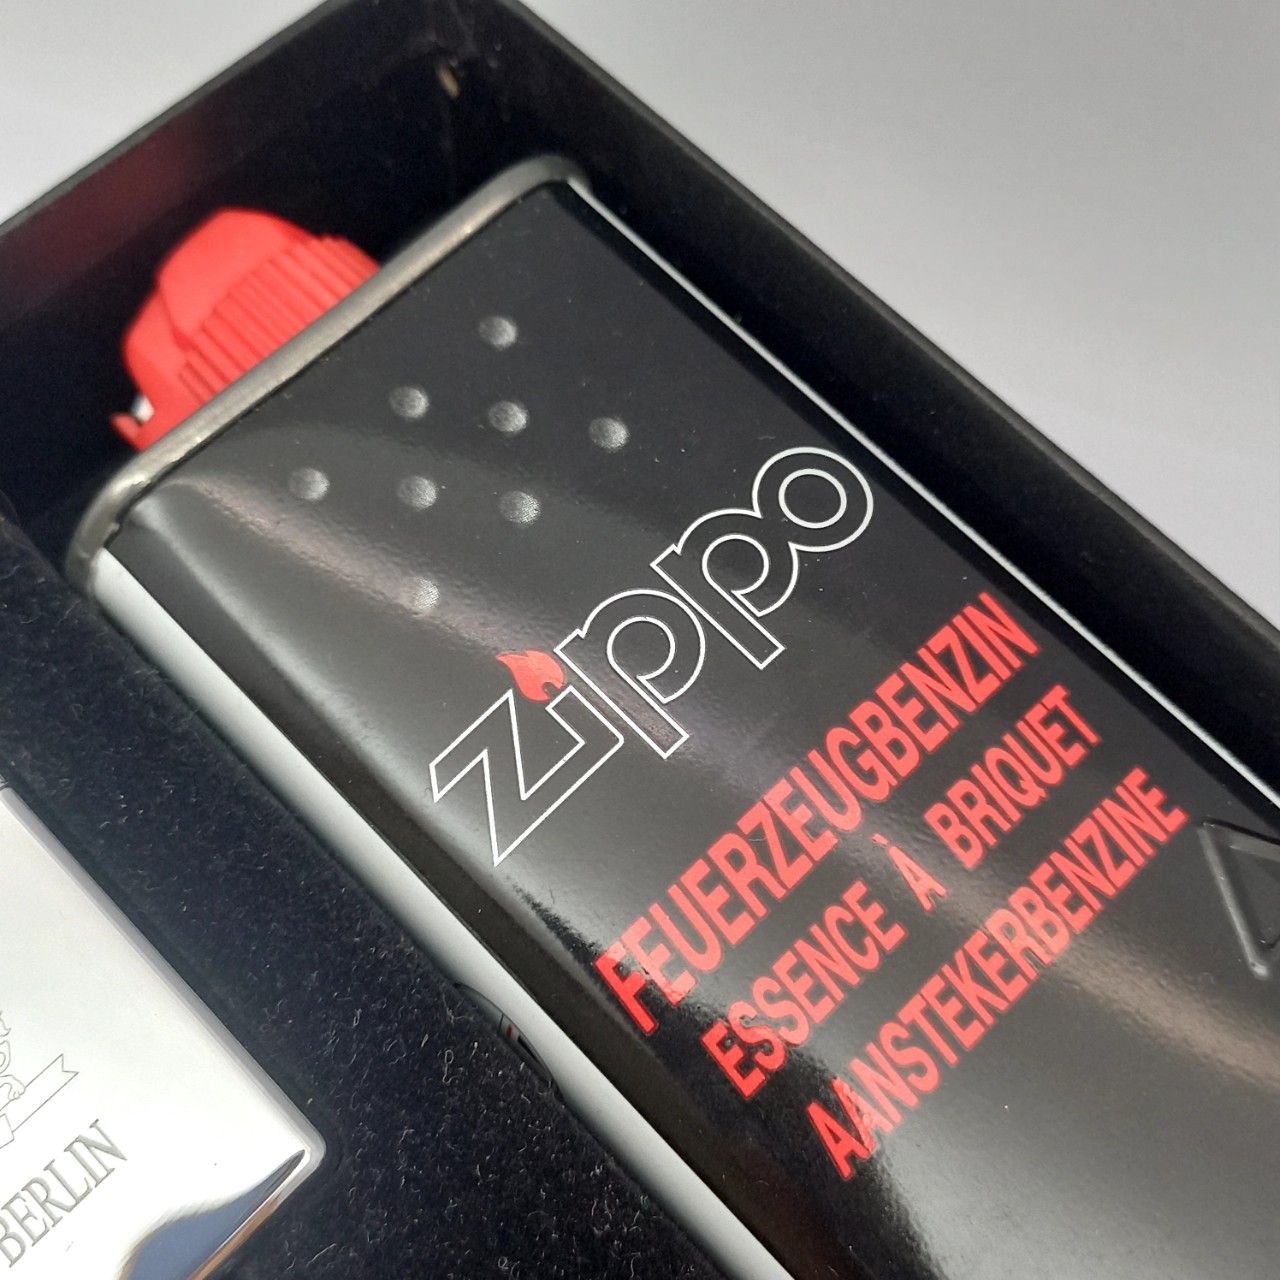 zippo
FEUERZEUGBENZIN
ESSENCE À BRIQUET
AANSTEKERBENZINE
BERLIN